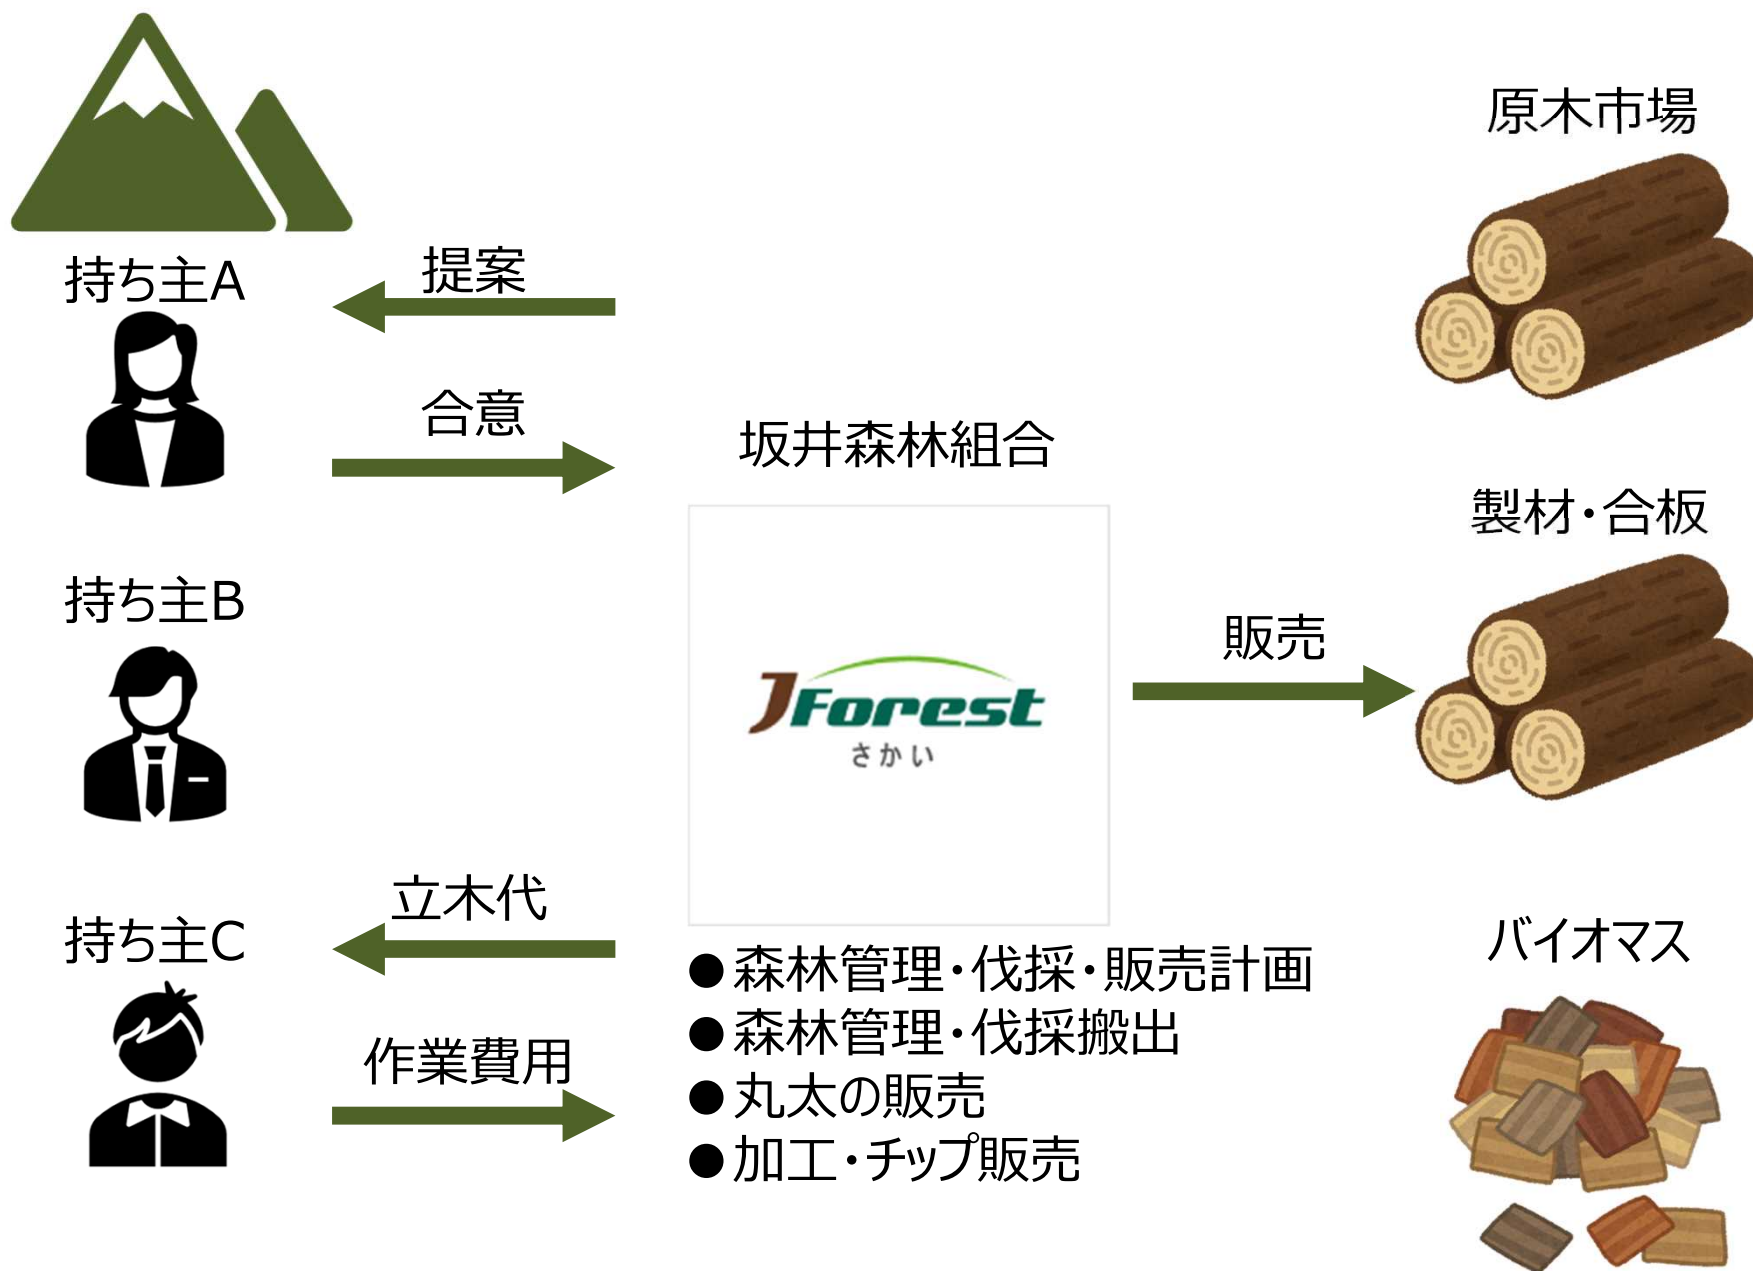 持ち主A
提案
合意
持ち主B
立木代
持ち主C
作業費用
坂井森林組合
JForest
さかい
●森林管理・伐採・販売計画
●森林管理・伐採搬出
●丸太の販売
●加工・チップ販売
販売
原木市場
製材・合板
バイオマス